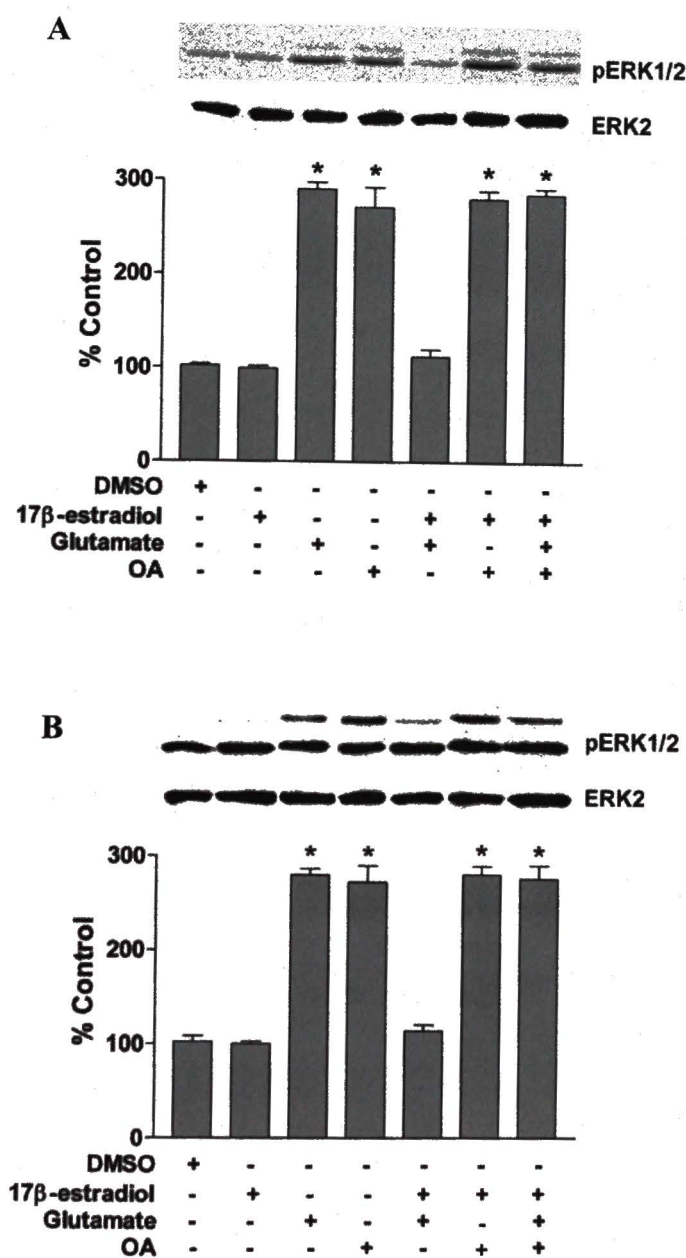 A
pERK1/2
ERK2
* * * *
300
200
100
0
% Control
DMSO + - - - - - -
17β-estradiol - + - - + + +
Glutamate - - + - + - +
OA - - - + - + +
B
pERK1/2
ERK2
* * * *
300
200
100
0
% Control
DMSO + - - - - - -
17β-estradiol - + - - + + +
Glutamate - - + - + - +
OA - - - + - + +